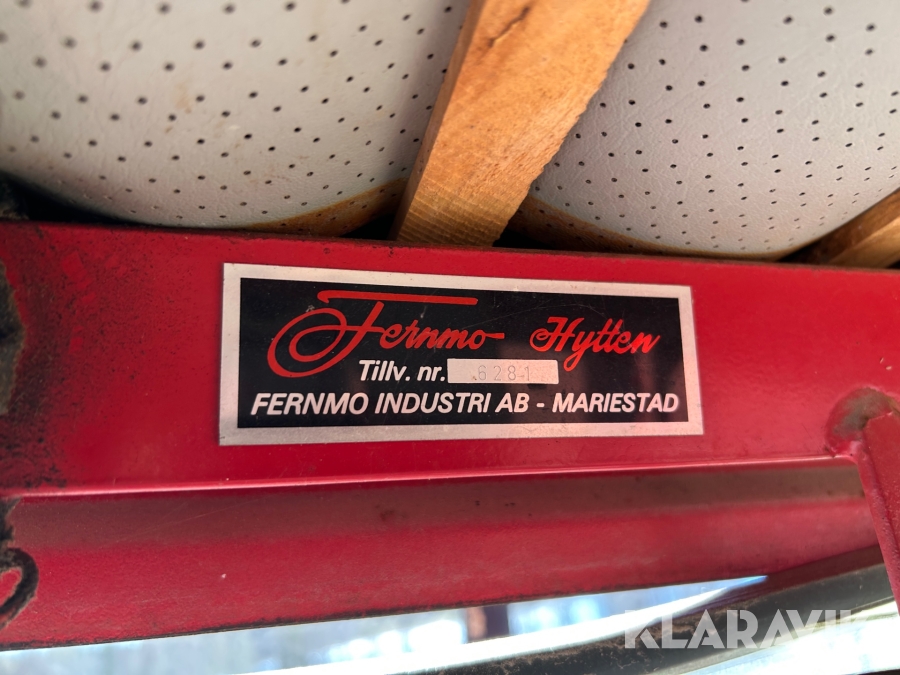 Fernmo Hytten
Tillv. nr. 6281
FERNMO INDUSTRI AB - MARIESTAD
KLARAVIK